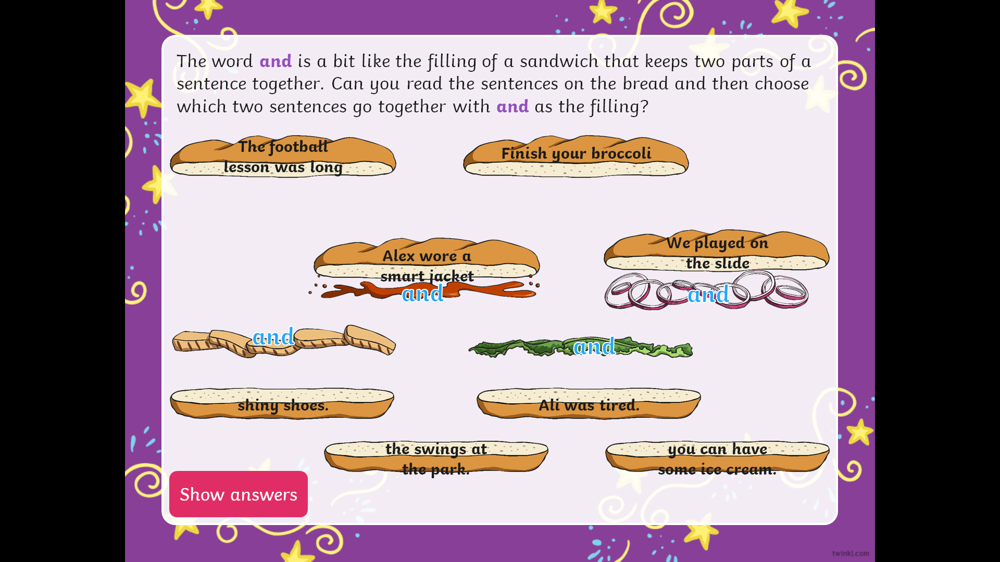 The word and is a bit like the filling of a sandwich that keeps two parts of a
sentence together. Can you read the sentences on the bread and then choose
which two sentences go together with and as the filling?
The football
lesson was long
Finish your broccoli
Alex wore a
smart jacket
and
We played on
the slide
and
and
and
shiny shoes.
Ali was tired.
the swings at
the park.
you can have
some ice cream.
Show answers
twinkl.com